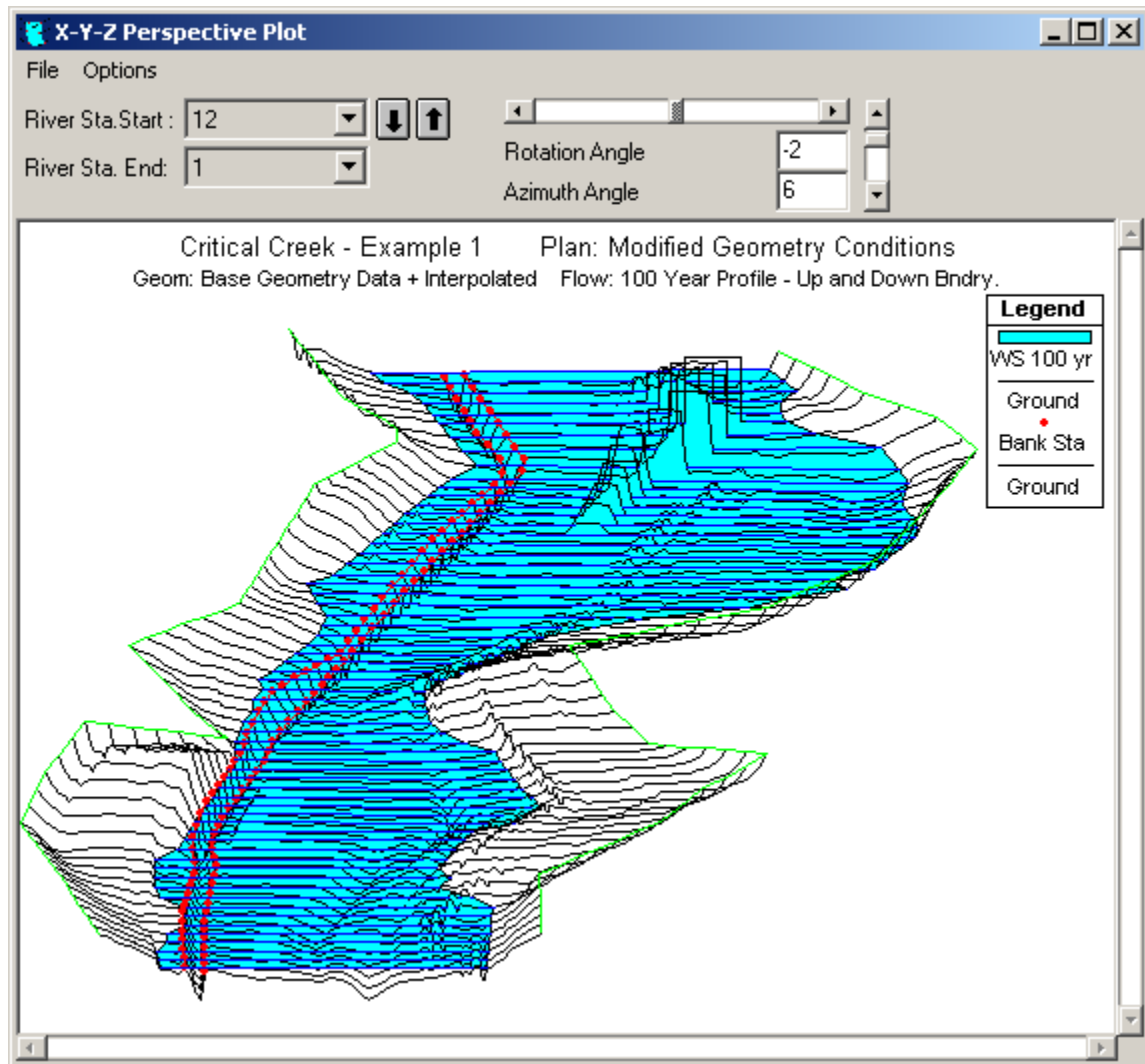 X-Y-Z Perspective Plot
File Options
River Sta.Start : 12
River Sta. End: 1
Rotation Angle -2
Azimuth Angle 6
Critical Creek - Example 1 Plan: Modified Geometry Conditions
Geom: Base Geometry Data + Interpolated Flow: 100 Year Profile - Up and Down Bndry.
Legend
WS 100 yr
Ground
Bank Sta
Ground